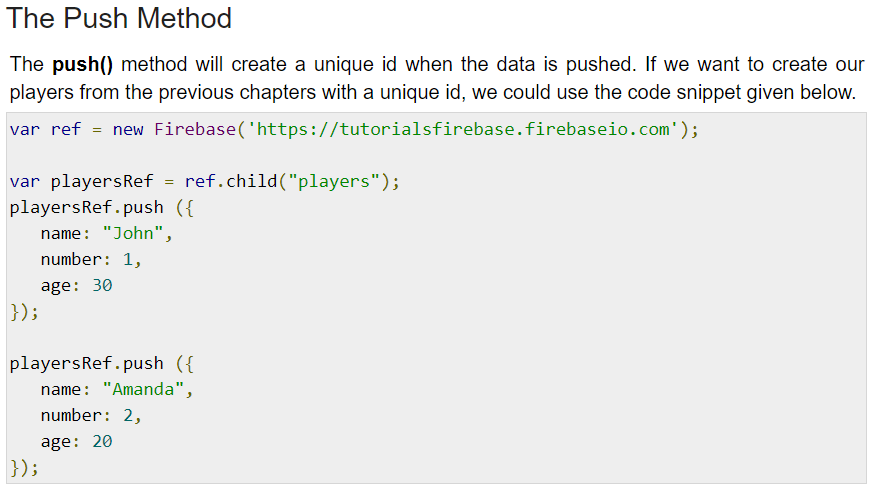 The Push Method
The push() method will create a unique id when the data is pushed. If we want to create our
players from the previous chapters with a unique id, we could use the code snippet given below.
var ref = new Firebase('https://tutorialsfirebase.firebaseio.com');

var playersRef = ref.child("players");
playersRef.push ({
   name: "John",
   number: 1,
   age: 30
});

playersRef.push ({
   name: "Amanda",
   number: 2,
   age: 20
});